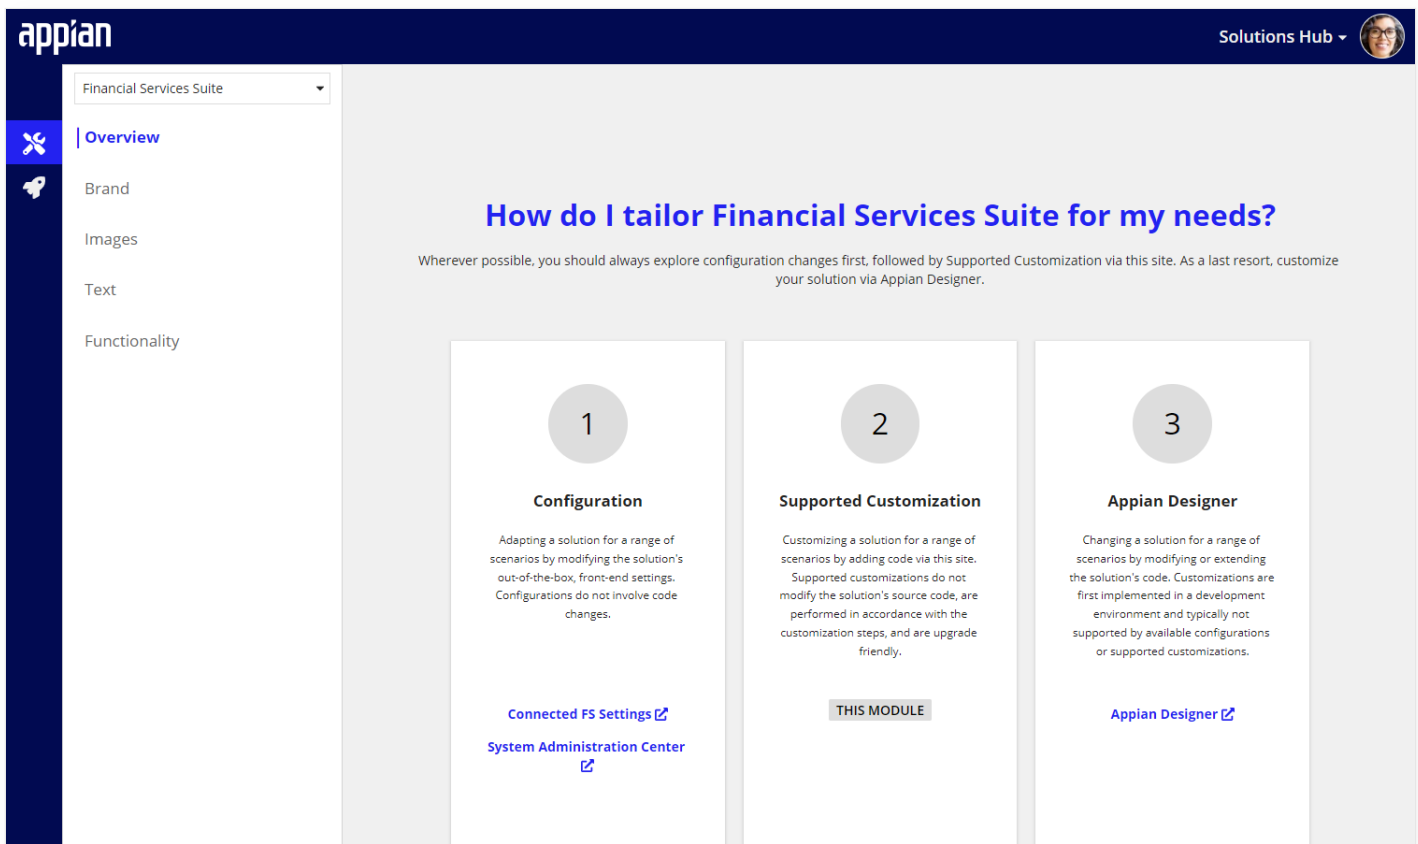 appian
Solutions Hub
Financial Services Suite
Overview
Brand
Images
Text
Functionality
How do I tailor Financial Services Suite for my needs?
Wherever possible, you should always explore configuration changes first, followed by Supported Customization via this site. As a last resort, customize
your solution via Appian Designer.
1
Configuration
Adapting a solution for a range of
scenarios by modifying the solution's
out-of-the-box, front-end settings.
Configurations do not involve code
changes.
Connected FS Settings
System Administration Center
2
Supported Customization
Customizing a solution for a range of
scenarios by adding code via this site.
Supported customizations do not
modify the solution's source code, are
performed in accordance with the
customization steps, and are upgrade
friendly.
THIS MODULE
3
Appian Designer
Changing a solution for a range of
scenarios by modifying or extending
the solution's code. Customizations are
first implemented in a development
environment and typically not
supported by available configurations
or supported customizations.
Appian Designer